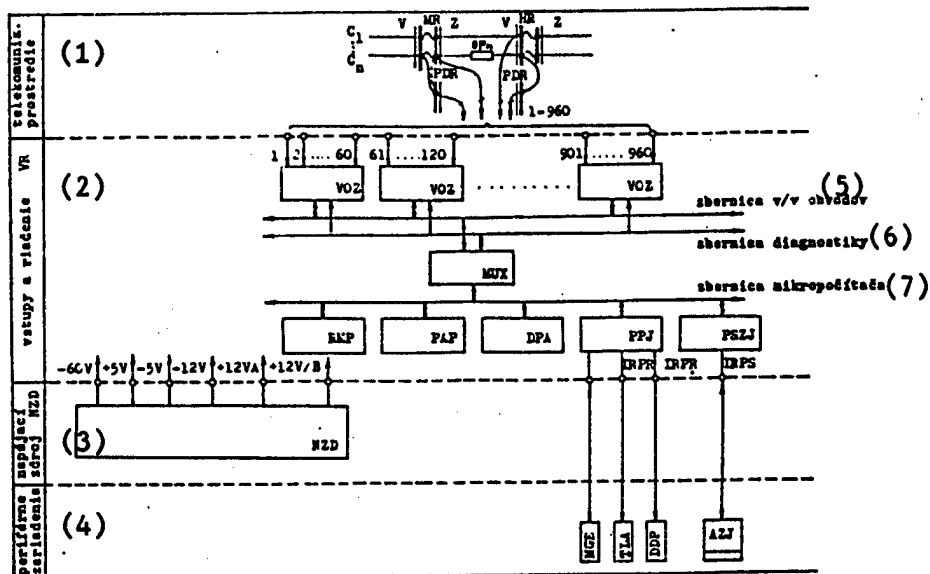 telekomunik. prostredie
(1)
V MR Z V HR Z
C1
Cn
PDR PDR
1-960
vstupy a riadenie VR
(2)
1 2 .... 60 61 ....120 901 ..... 960
VOZ VOZ ......... VOZ
(5)
zbernica v/v obvodov
zbernica diagnostiky (6)
MUX
zbernica mikropočítača (7)
PAP DPA PPJ PSZJ
IRPR IRPR IRPS
-60V +5V -5V -12V +12VA +12V/B
napájací zdroj NZD
(3)
NZD
periférne zariadenia
(4)
MGE TLA DDP AZJ